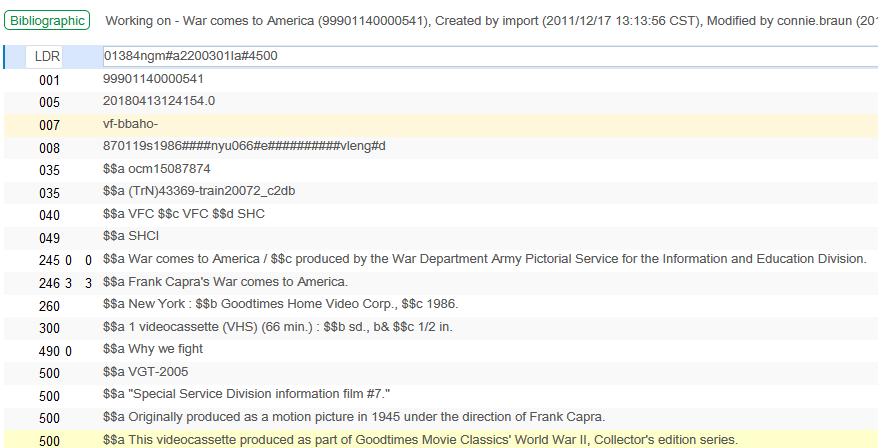 Bibliographic Working on - War comes to America (99901140000541), Created by import (2011/12/17 13:13:56 CST), Modified by connie.braun (201
LDR 01384ngm#a2200301Ia#4500
001 99901140000541
005 20180413124154.0
007 vf-bbaho-
008 870119s1986####nyu066#e##########vleng#d
035 $$a ocm15087874
035 $$a (TrN)43369-train20072_c2db
040 $$a VFC $$c VFC $$d SHC
049 $$a SHCI
245 0 0 $$a War comes to America / $$c produced by the War Department Army Pictorial Service for the Information and Education Division.
246 3 3 $$a Frank Capra's War comes to America.
260 $$a New York : $$b Goodtimes Home Video Corp., $$c 1986.
300 $$a 1 videocassette (VHS) (66 min.) : $$b sd., b& $$c 1/2 in.
490 0 $$a Why we fight
500 $$a VGT-2005
500 $$a "Special Service Division information film #7."
500 $$a Originally produced as a motion picture in 1945 under the direction of Frank Capra.
500 $$a This videocassette produced as part of Goodtimes Movie Classics' World War II, Collector's edition series.